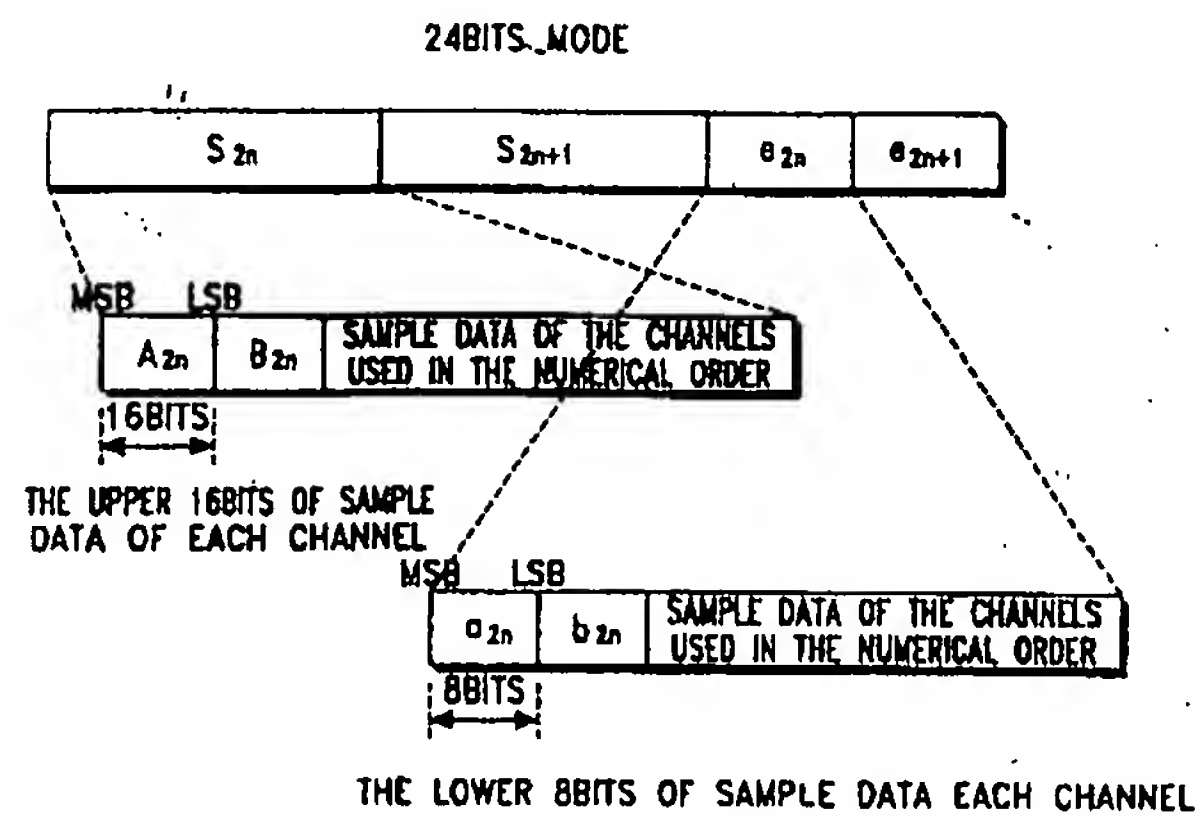 24BITS_MODE
S2n S2n+1 e2n e2n+1
MSB LSB
A2n B2n SAMPLE DATA OF THE CHANNELS
USED IN THE NUMERICAL ORDER
16BITS
THE UPPER 16BITS OF SAMPLE
DATA OF EACH CHANNEL
MSB LSB
a2n b2n SAMPLE DATA OF THE CHANNELS
USED IN THE NUMERICAL ORDER
8BITS
THE LOWER 8BITS OF SAMPLE DATA EACH CHANNEL